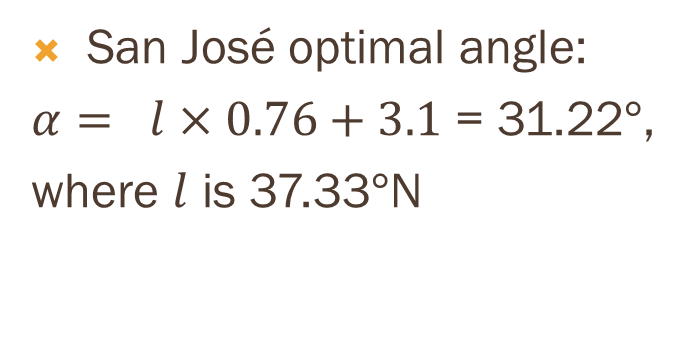 San José optimal angle:
𝛼 = 𝑙 × 0.76 + 3.1 = 31.22°,
where 𝑙 is 37.33°N